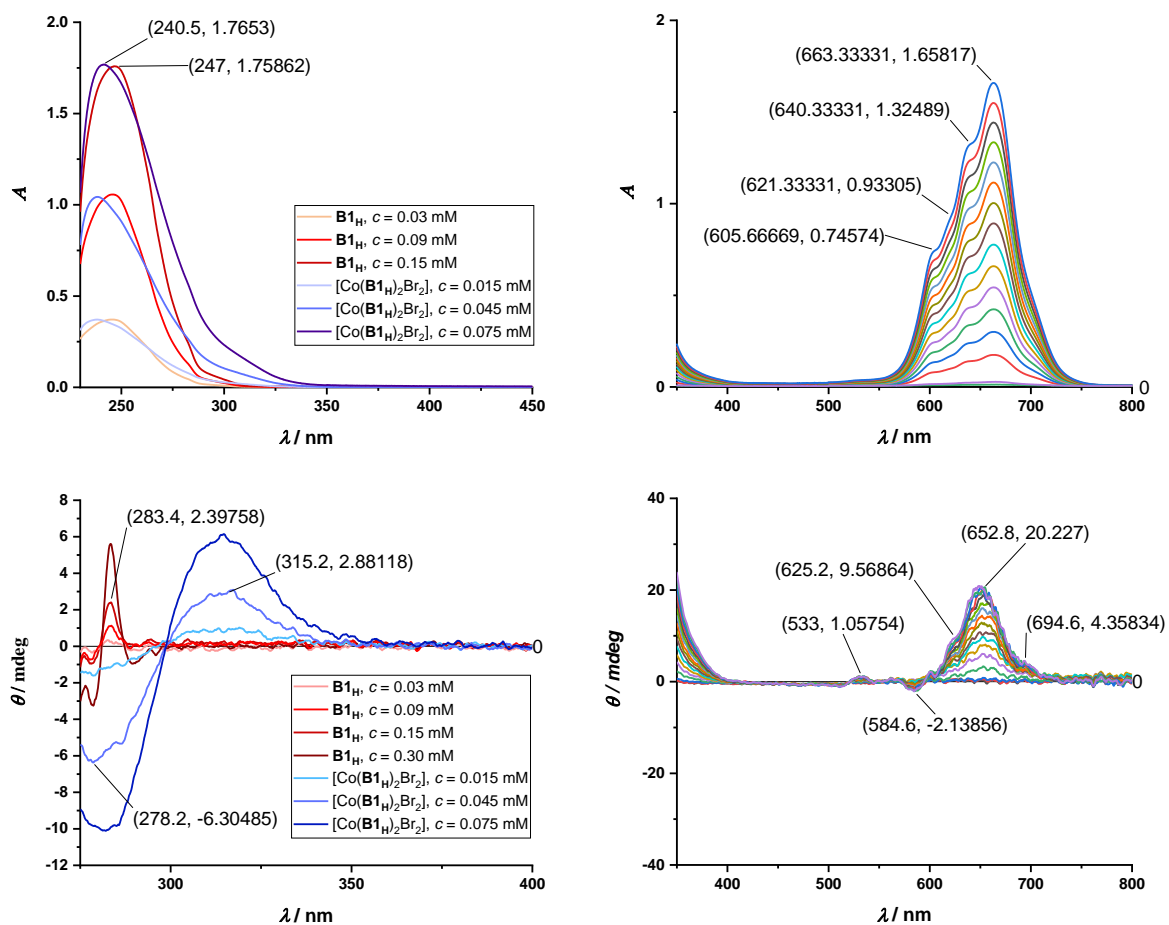 (240.5, 1.7653)
(247, 1.75862)
2.0
1.5
1.0
0.5
0.0
A
B1H, c = 0.03 mM
B1H, c = 0.09 mM
B1H, c = 0.15 mM
[Co(B1H)2Br2], c = 0.015 mM
[Co(B1H)2Br2], c = 0.045 mM
[Co(B1H)2Br2], c = 0.075 mM
250 300 350 400 450
λ / nm
(663.33331, 1.65817)
(640.33331, 1.32489)
(621.33331, 0.93305)
(605.66669, 0.74574)
2
1
0
A
0
400 500 600 700 800
λ / nm
(283.4, 2.39758)
(315.2, 2.88118)
(278.2, -6.30485)
8
6
4
2
0
-2
-4
-6
-8
-10
-12
θ / mdeg
0
B1H, c = 0.03 mM
B1H, c = 0.09 mM
B1H, c = 0.15 mM
B1H, c = 0.30 mM
[Co(B1H)2Br2], c = 0.015 mM
[Co(B1H)2Br2], c = 0.045 mM
[Co(B1H)2Br2], c = 0.075 mM
300 350 400
λ / nm
(652.8, 20.227)
(625.2, 9.56864)
(533, 1.05754)
(694.6, 4.35834)
(584.6, -2.13856)
40
20
0
-20
-40
θ / mdeg
0
400 500 600 700 800
λ / nm